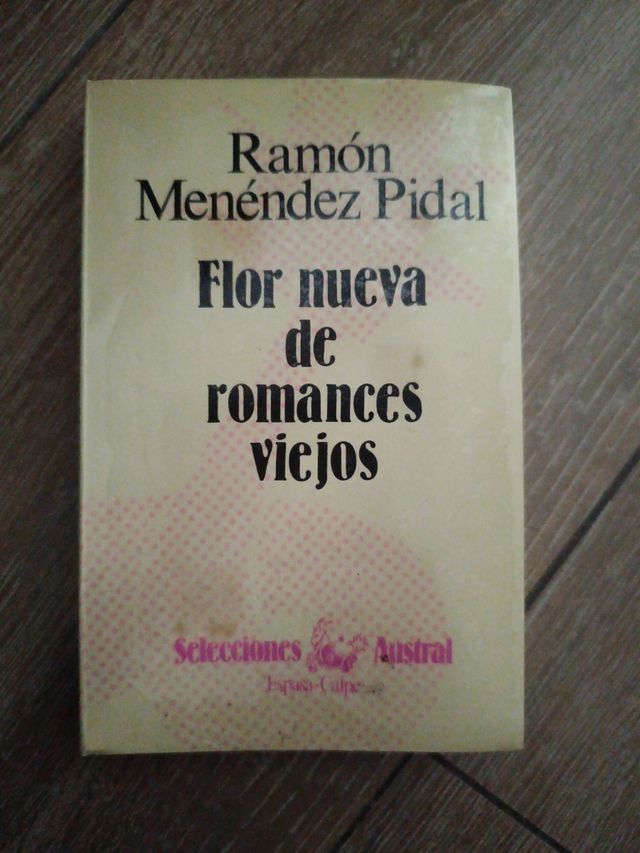 Ramón
Menéndez Pidal
Flor nueva
de
romances
viejos
Selecciones Austral
Espasa-Calpe